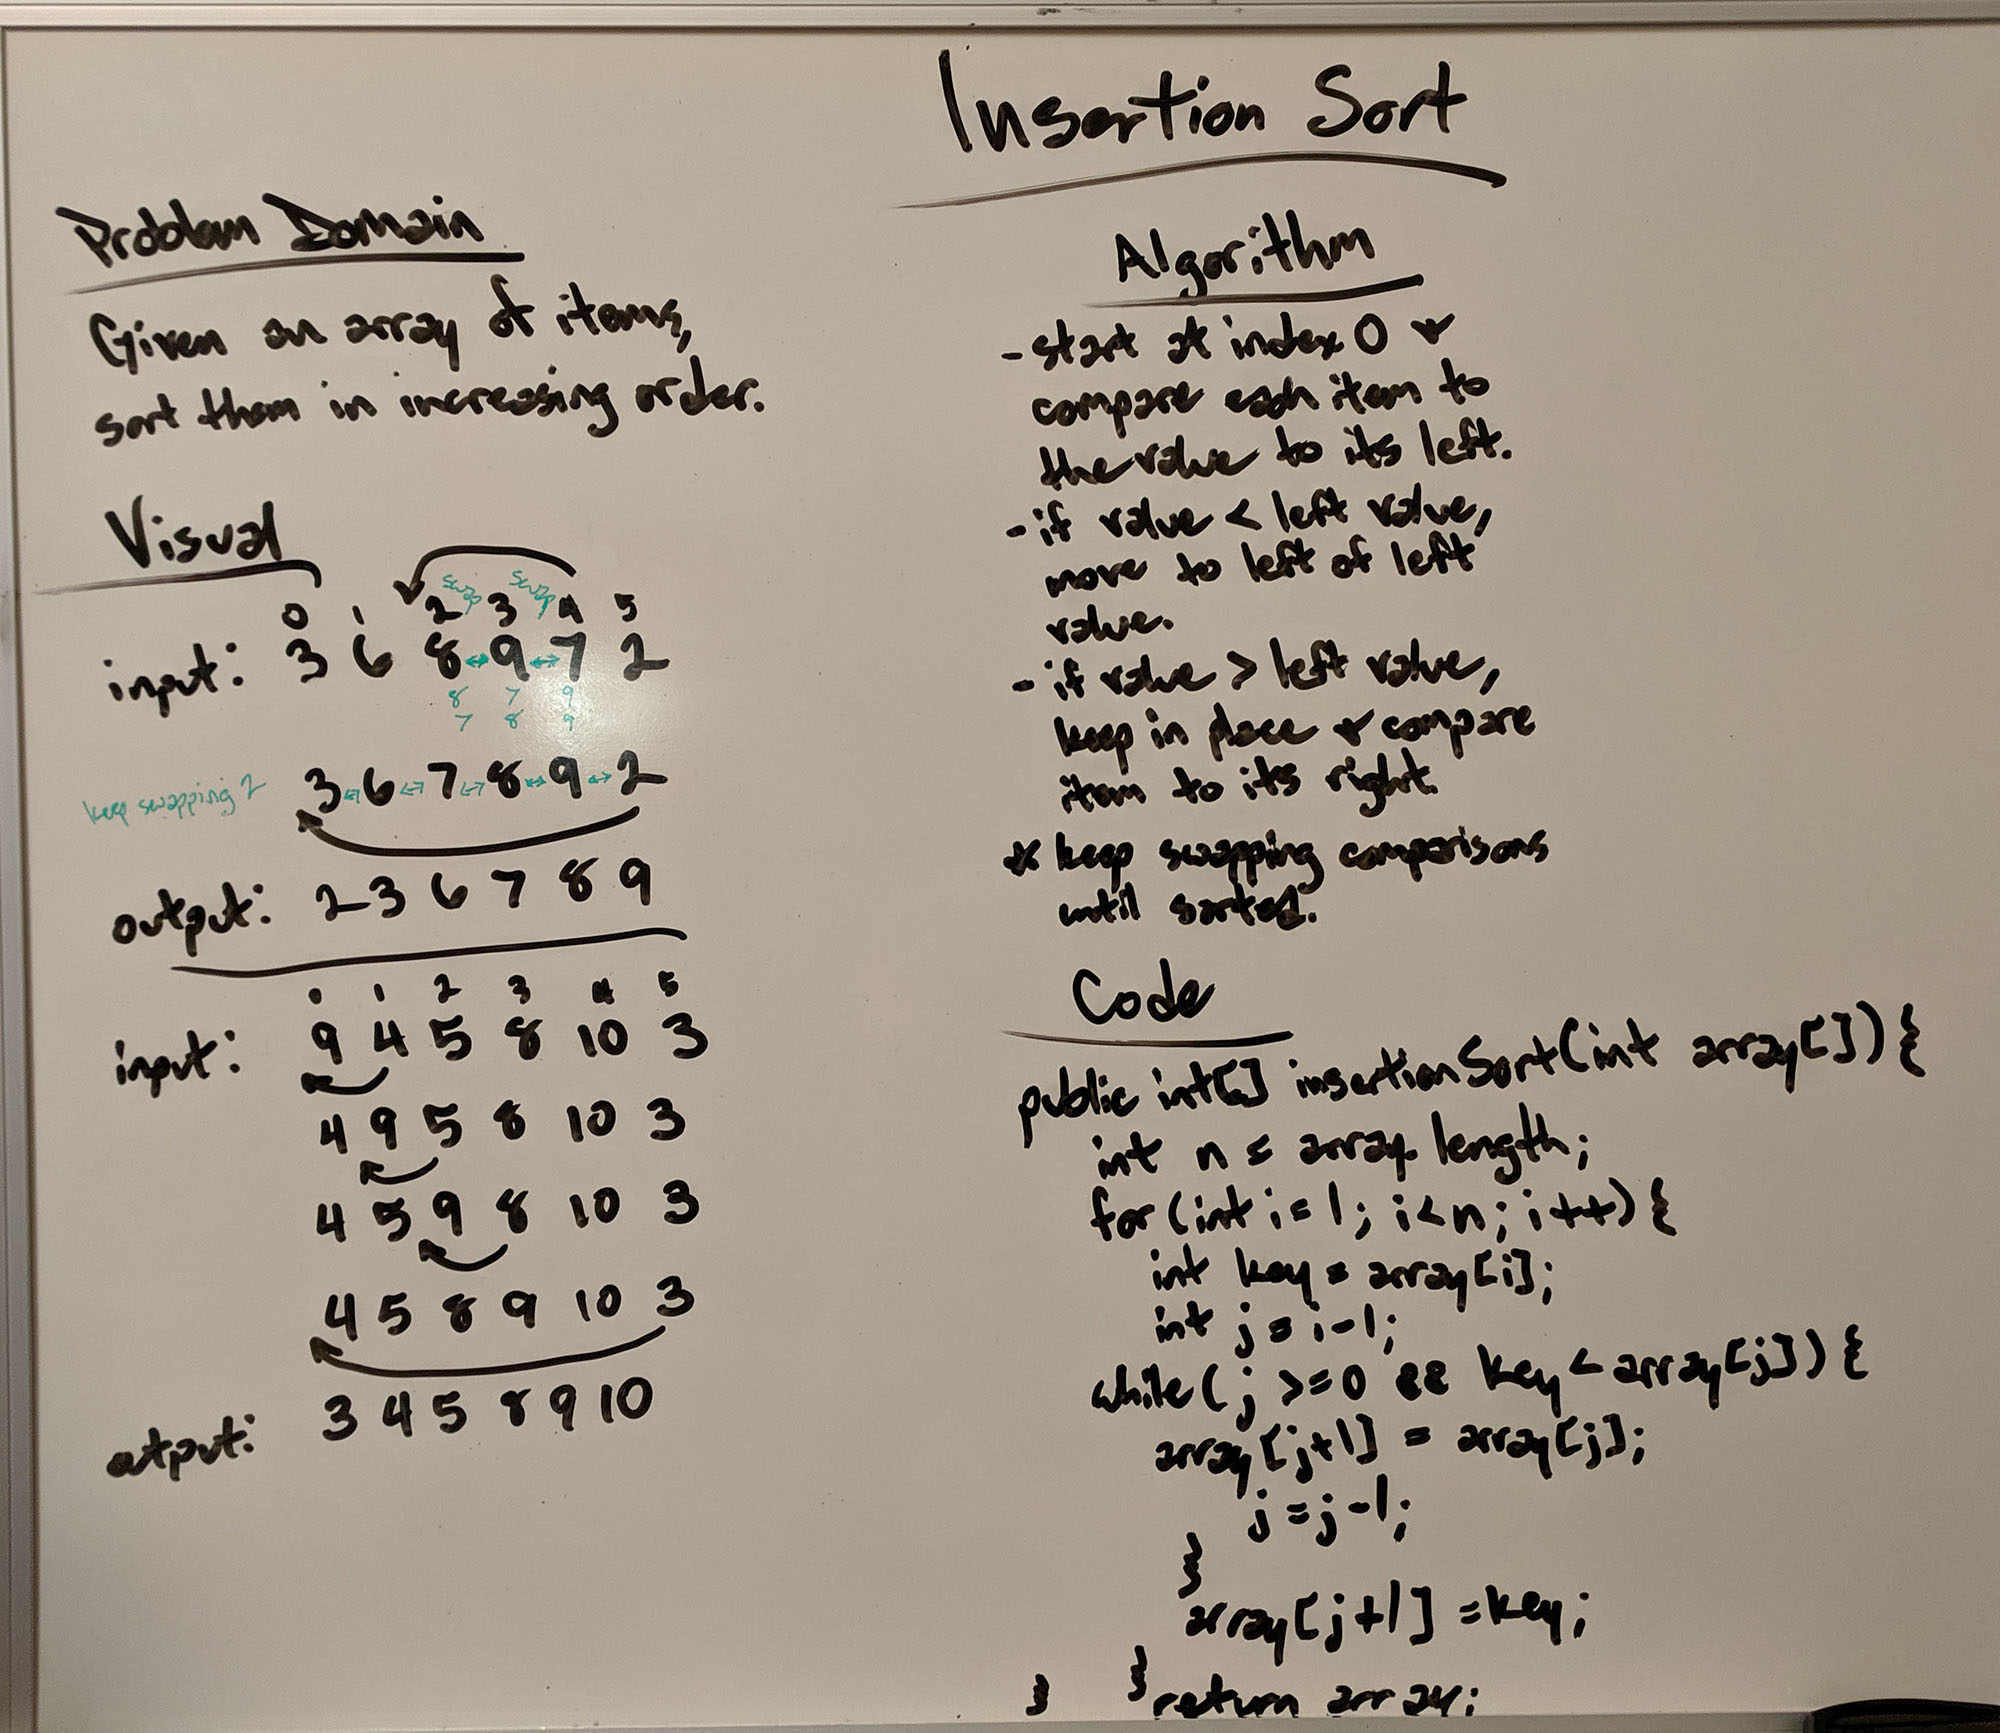 Insertion Sort
Problem Domain
Given an array of items,
sort them in increasing order.
Visual
swap swap
0 1 2 3 4 5
input: 3 6 8 ↔ 9 ↔ 7 2
8 7 9
7 8 9
keep swapping 2 3 ↔ 6 ↔ 7 ↔ 8 ↔ 9 ↔ 2
output: 2 3 6 7 8 9
0 1 2 3 4 5
input: 9 4 5 8 10 3
4 9 5 8 10 3
4 5 9 8 10 3
4 5 8 9 10 3
output: 3 4 5 8 9 10
Algorithm
- start at index 0 +
compare each item to
the value to its left.
- if value < left value,
move to left of left
value.
- if value > left value,
keep in place + compare
item to its right.
* keep swapping comparisons
until sorted.
Code
public int[] insertionSort(int array[]) {
int n = array.length;
for (int i = 1; i < n; i++) {
int key = array[i];
int j = i - 1;
while (j >= 0 && key < array[j]) {
array[j+1] = array[j];
j = j - 1;
}
array[j+1] = key;
} } return array;